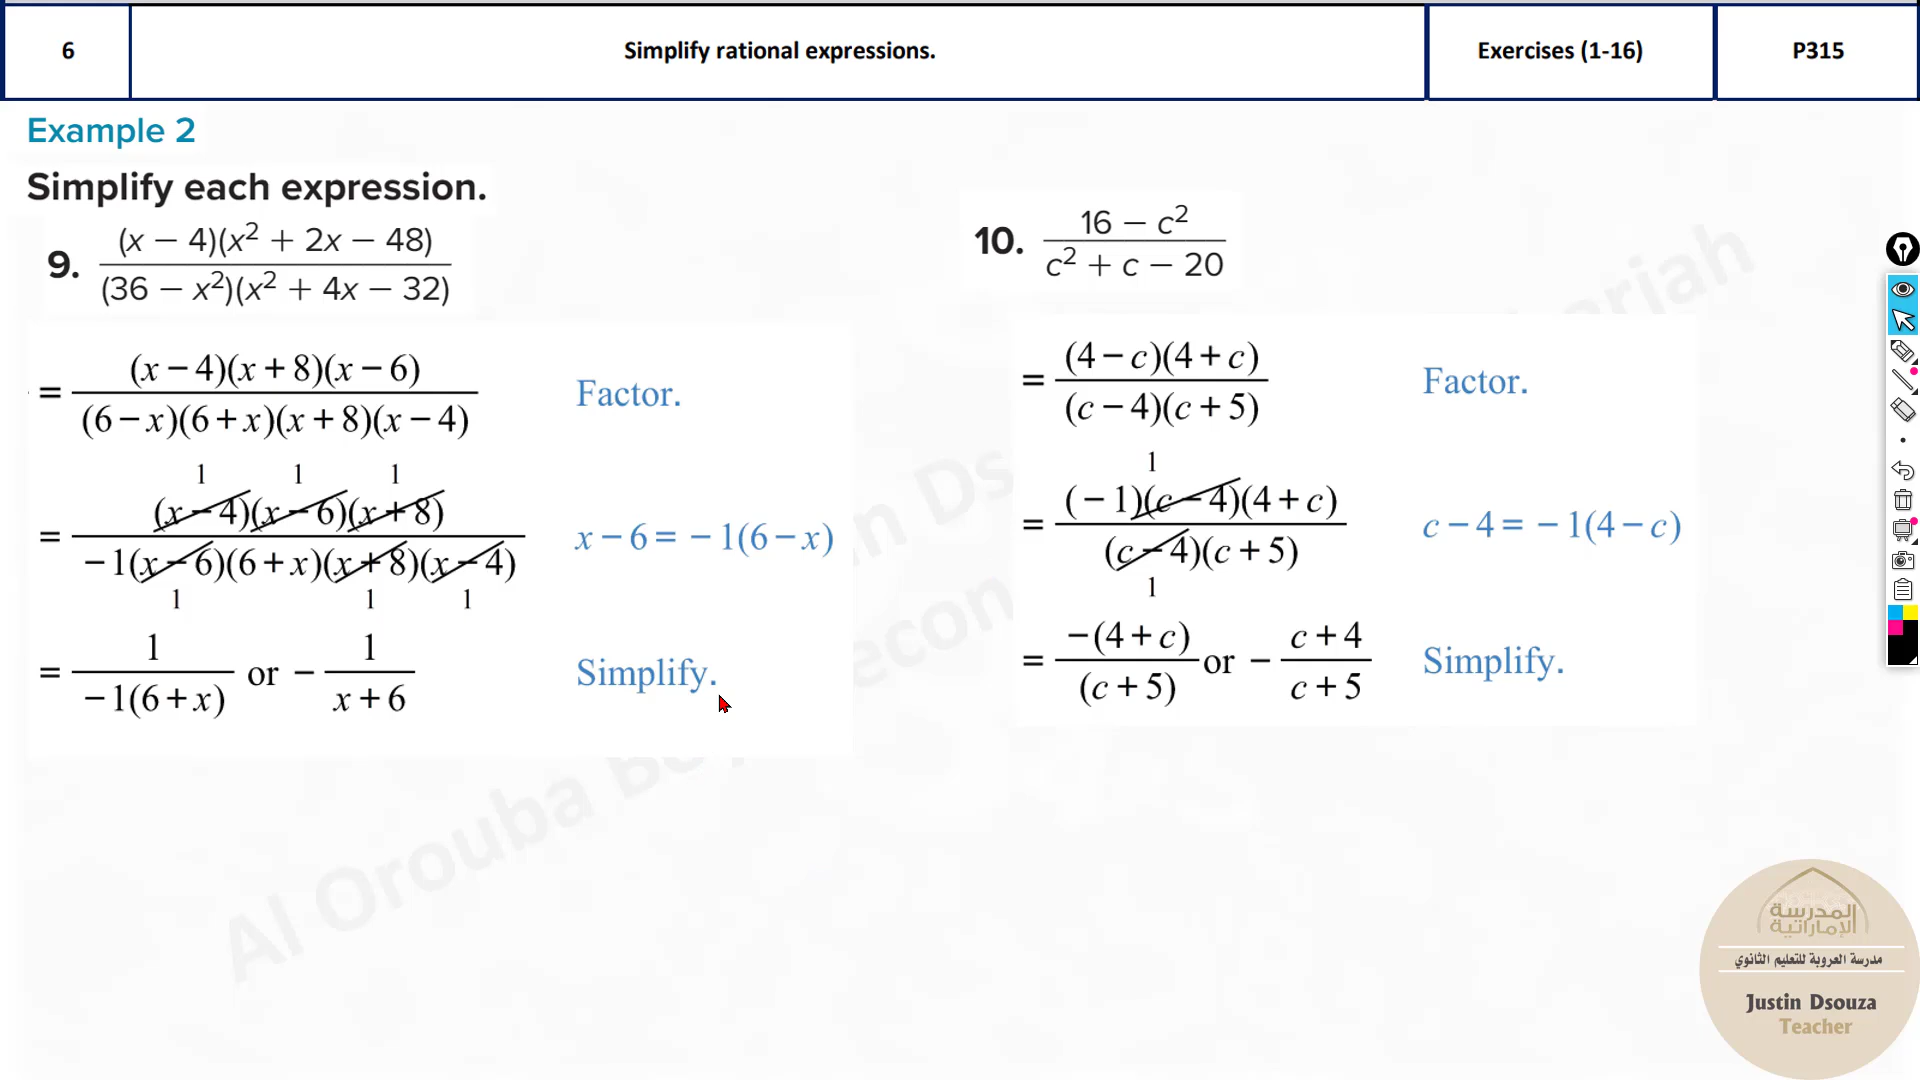 6 Simplify rational expressions. Exercises (1-16) P315
Example 2
Simplify each expression.
9. (x − 4)(x² + 2x − 48) / (36 − x²)(x² + 4x − 32)
= (x − 4)(x + 8)(x − 6) / (6 − x)(6 + x)(x + 8)(x − 4) Factor.
1 1 1
= (x − 4)(x − 6)(x + 8) / −1(x − 6)(6 + x)(x + 8)(x − 4) x − 6 = −1(6 − x)
1 1 1
= 1 / −1(6 + x) or − 1 / x + 6 Simplify.
10. 16 − c² / c² + c − 20
= (4 − c)(4 + c) / (c − 4)(c + 5) Factor.
1
= (−1)(c − 4)(4 + c) / (c − 4)(c + 5) c − 4 = −1(4 − c)
1
= −(4 + c) / (c + 5) or − c + 4 / c + 5 Simplify.
Al Orouba
المدرسة
الإماراتية
مدرسة العروبة للتعليم الثانوي
Justin Dsouza
Teacher